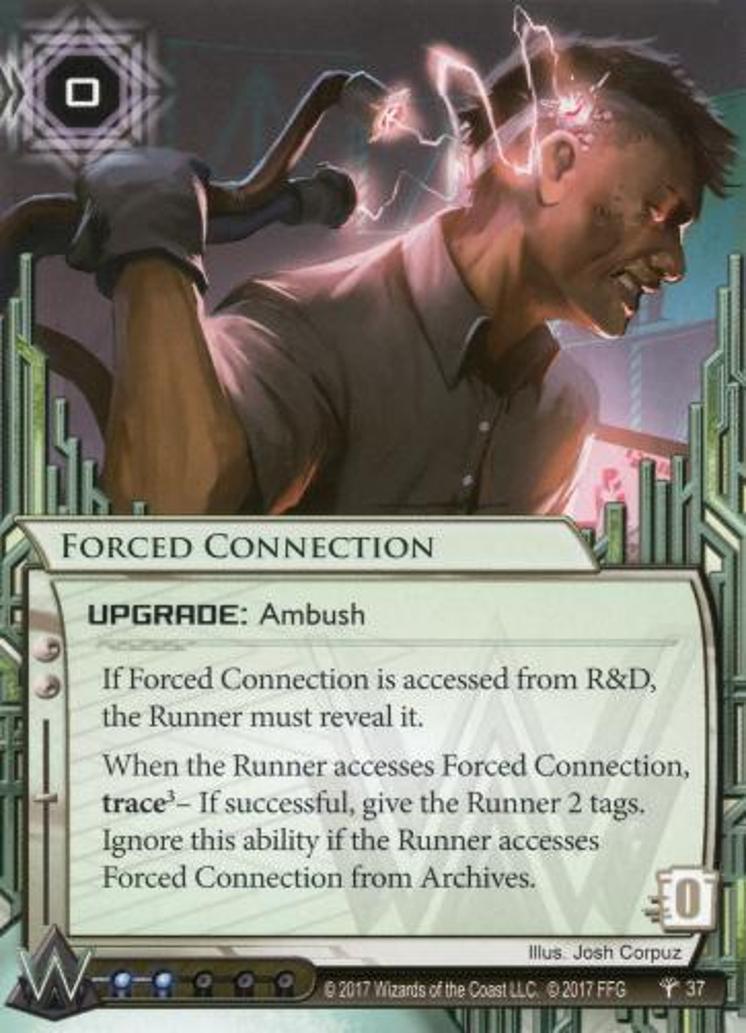 0
FORCED CONNECTION
UPGRADE: Ambush
If Forced Connection is accessed from R&D,
the Runner must reveal it.
When the Runner accesses Forced Connection,
trace³– If successful, give the Runner 2 tags.
Ignore this ability if the Runner accesses
Forced Connection from Archives.
0
Illus. Josh Corpuz
W
© 2017 Wizards of the Coast LLC. © 2017 FFG 37